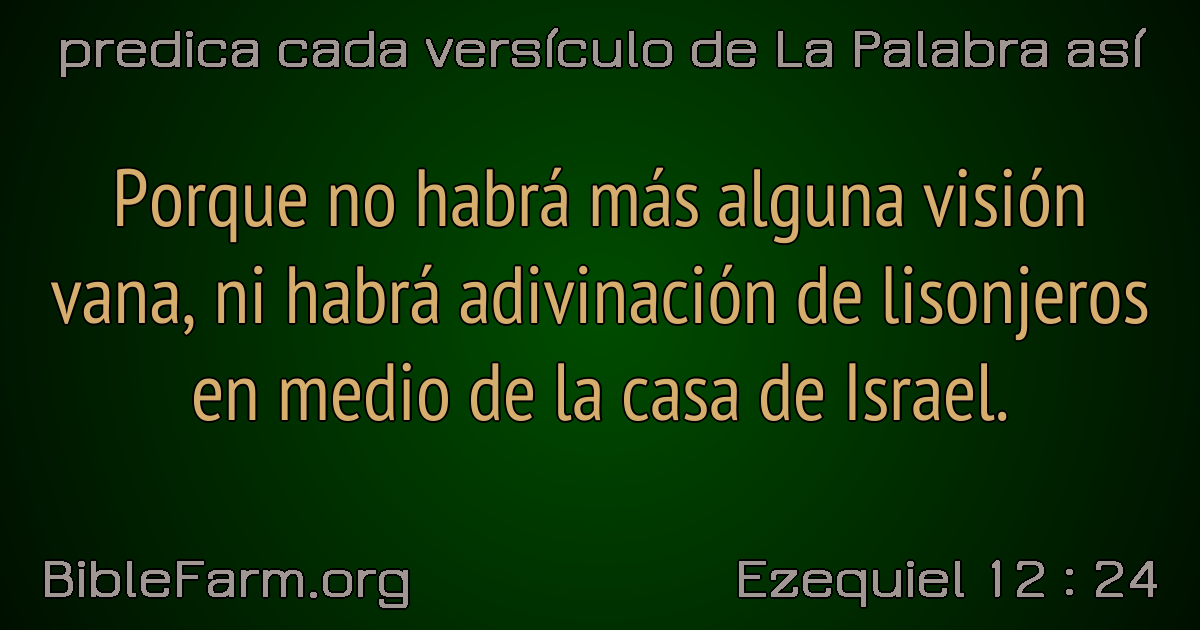 predica cada versículo de La Palabra así
Porque no habrá más alguna visión
vana, ni habrá adivinación de lisonjeros
en medio de la casa de Israel.
BibleFarm.org
Ezequiel 12 : 24